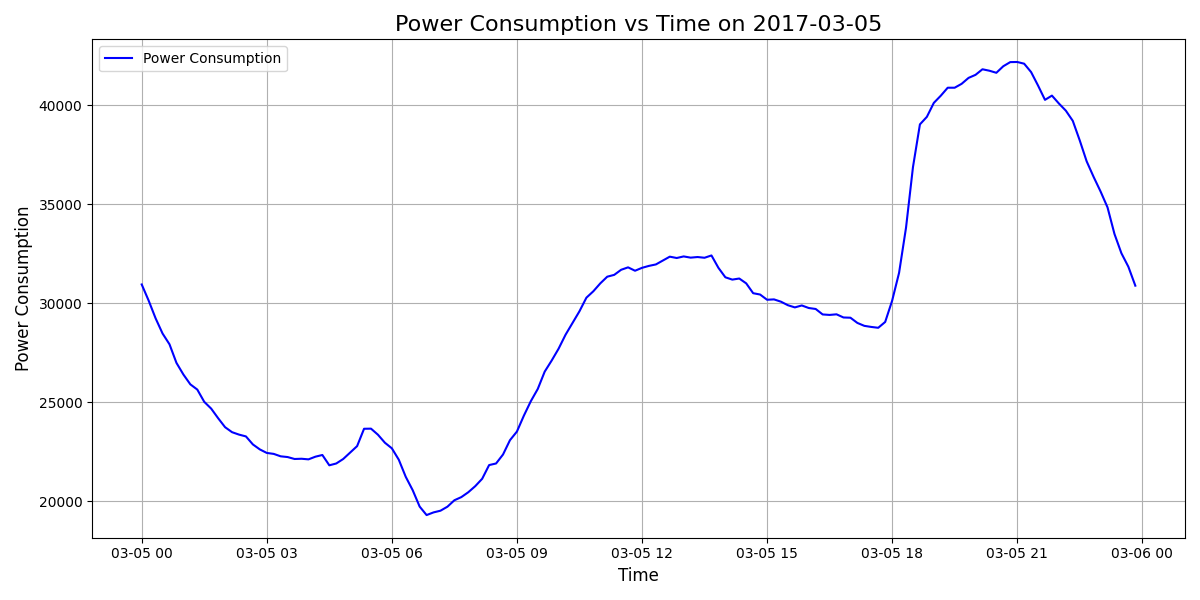 Power Consumption vs Time on 2017-03-05
Power Consumption
Power Consumption
40000
35000
30000
25000
20000
03-05 00 03-05 03 03-05 06 03-05 09 03-05 12 03-05 15 03-05 18 03-05 21 03-06 00
Time